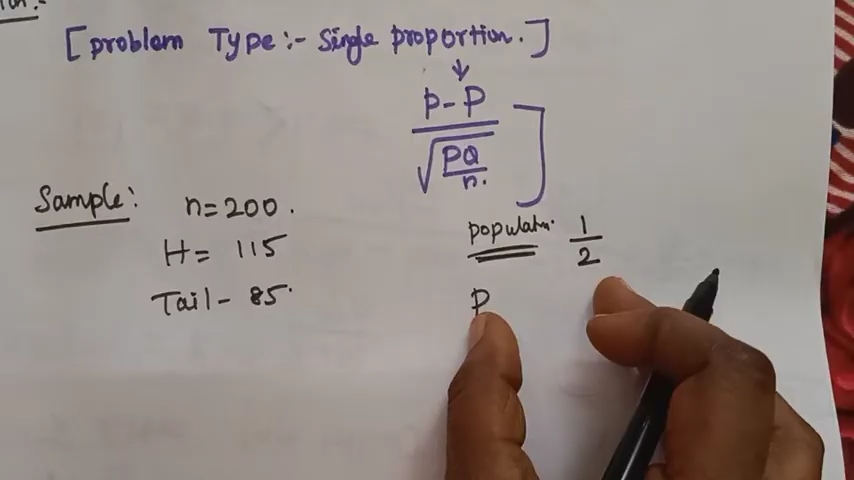 [problem Type:- Single proportion.]
↓
p-P
√PQ/n.
Sample: n=200.
H= 115
Tail- 85.
populatn. 1/2
P